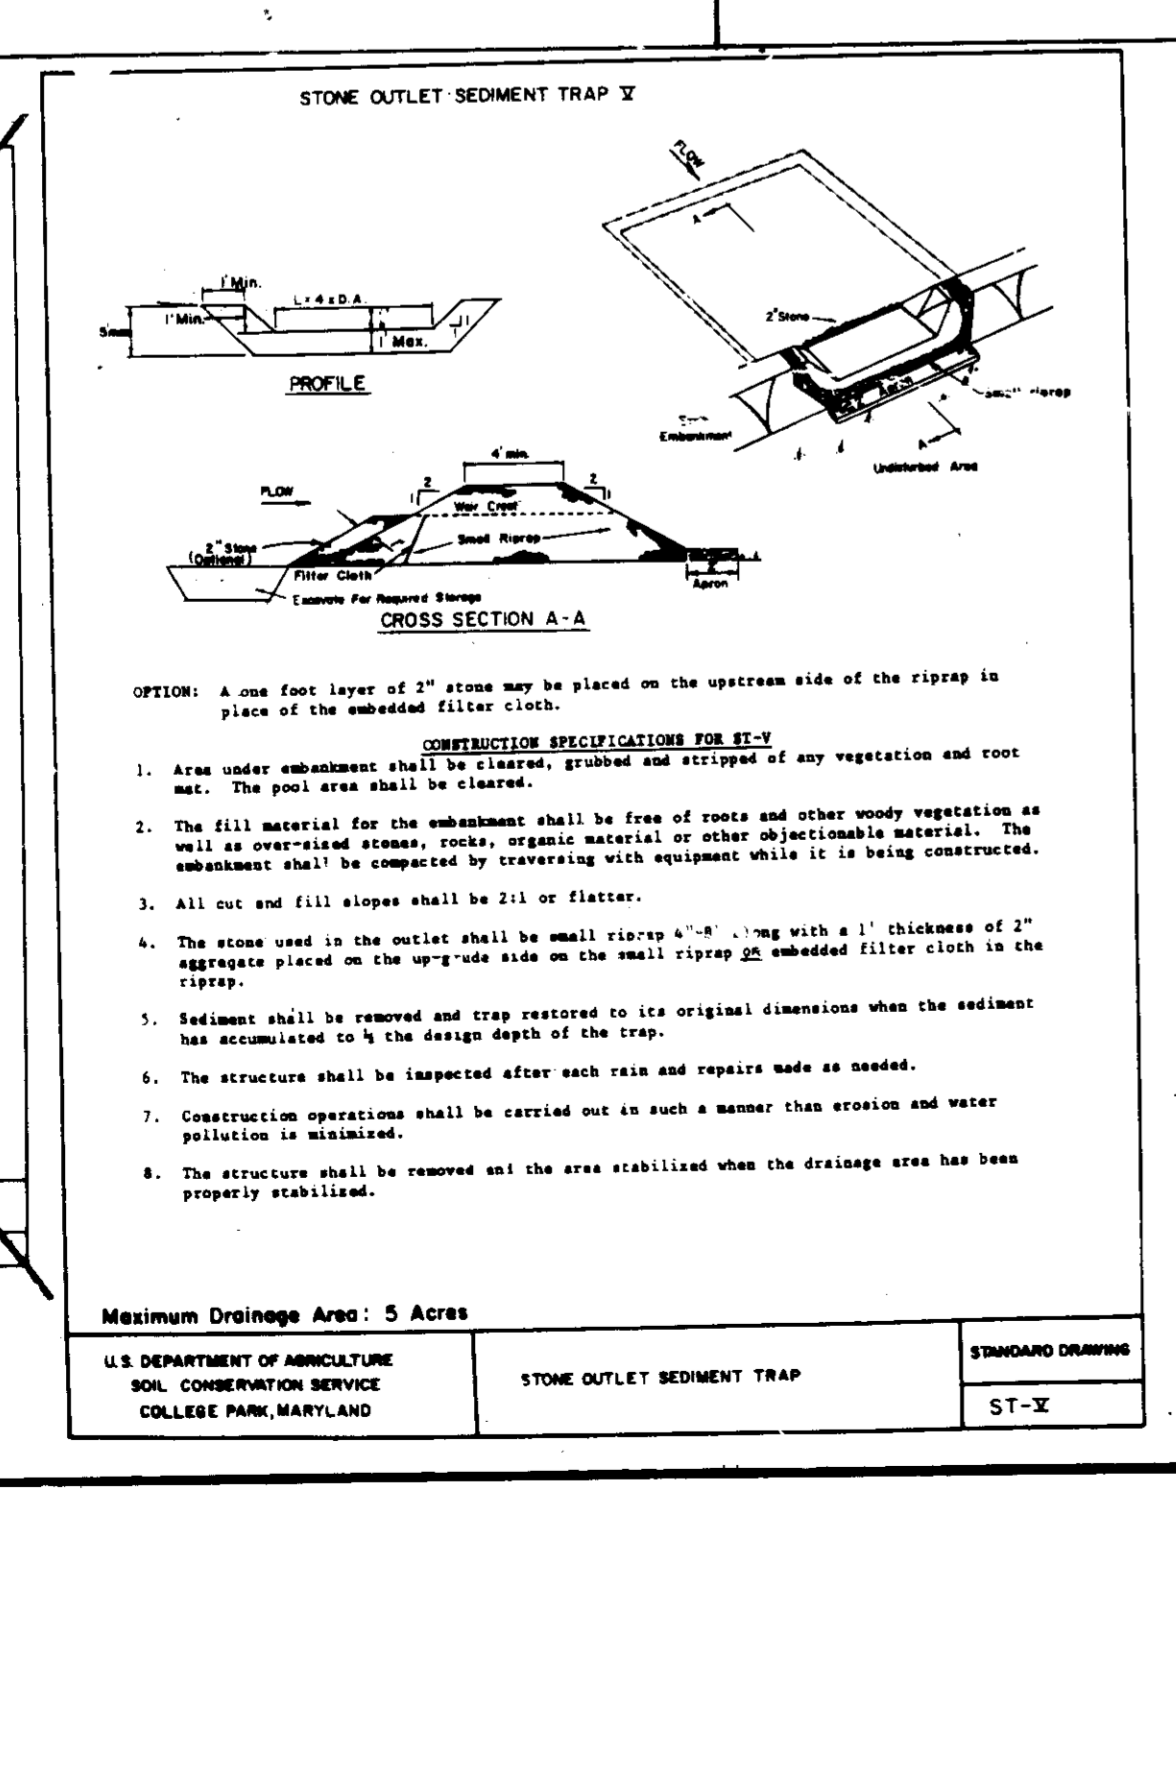 STONE OUTLET SEDIMENT TRAP V
FLOW
A
1' Min.
L = 4 x D.A.
1' Min.
1' Max.
PROFILE
2" Stone
Apron
riprap
Embankment
A
Undisturbed Area
4' min.
2
1
2
1
FLOW
Weir Crest
2" Stone
(Optional)
Small Riprap
Filter Cloth
Apron
Excavate For Required Storage
CROSS SECTION A-A
OPTION: A one foot layer of 2" stone may be placed on the upstream side of the riprap in
place of the embedded filter cloth.
CONSTRUCTION SPECIFICATIONS FOR ST-V
1. Area under embankment shall be cleared, grubbed and stripped of any vegetation and root
mat. The pool area shall be cleared.
2. The fill material for the embankment shall be free of roots and other woody vegetation as
well as over-sized stones, rocks, organic material or other objectionable material. The
embankment shall be compacted by traversing with equipment while it is being constructed.
3. All cut and fill slopes shall be 2:1 or flatter.
4. The stone used in the outlet shall be small riprap 4"-8" along with a 1' thickness of 2"
aggregate placed on the up-grade side on the small riprap or embedded filter cloth in the
riprap.
5. Sediment shall be removed and trap restored to its original dimensions when the sediment
has accumulated to ½ the design depth of the trap.
6. The structure shall be inspected after each rain and repairs made as needed.
7. Construction operations shall be carried out in such a manner than erosion and water
pollution is minimized.
8. The structure shall be removed and the area stabilized when the drainage area has been
properly stabilized.
Maximum Drainage Area: 5 Acres
U.S. DEPARTMENT OF AGRICULTURE
SOIL CONSERVATION SERVICE
COLLEGE PARK, MARYLAND
STONE OUTLET SEDIMENT TRAP
STANDARD DRAWING
ST-V